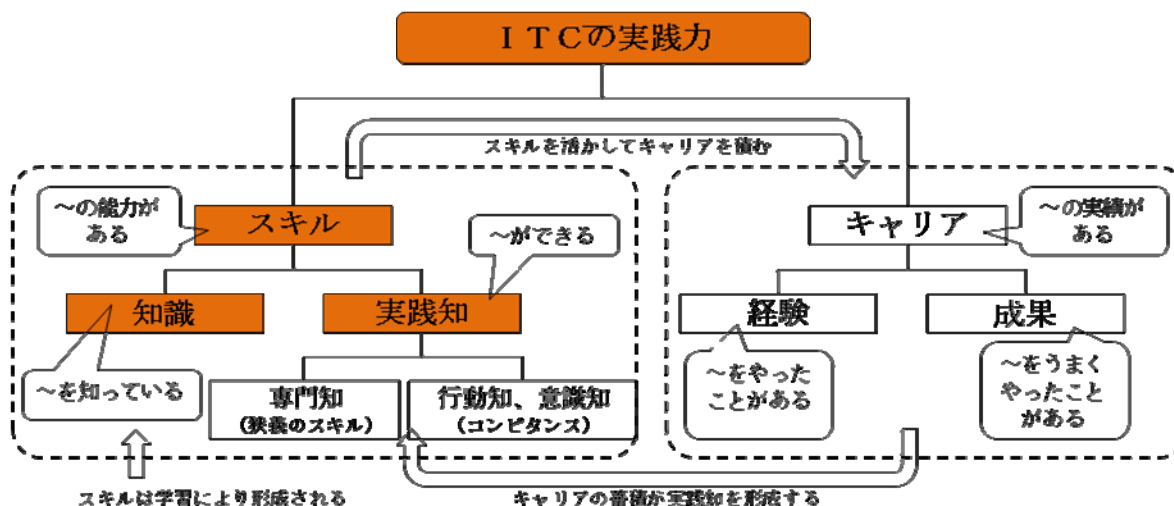 ＩＴＣの実践力
スキルを活かしてキャリアを積む
～の能力が
ある
スキル
～ができる
キャリア
～の実績が
ある
知識
実践知
経験
成果
～を知っている
専門知
(狭義のスキル)
行動知、意識知
(コンピタンス)
～をやった
ことがある
～をうまく
やったこと
がある
スキルは学習により形成される
キャリアの蓄積が実践知を形成する